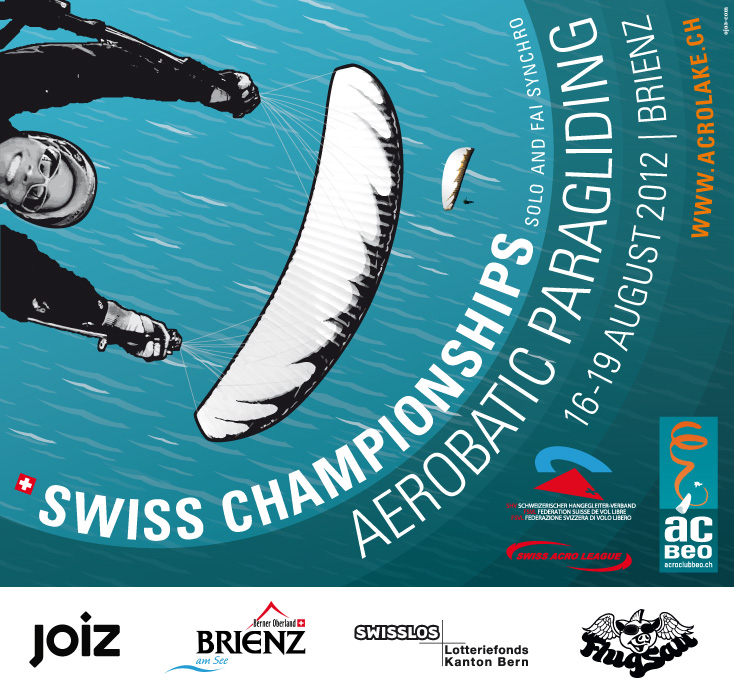 SWISS CHAMPIONSHIPS SOLO AND FAI SYNCHRO
AEROBATIC PARAGLIDING
16-19 AUGUST 2012 | BRIENZ
WWW.ACROLAKE.CH
SCHWEIZERISCHER HÄNGEGLEITER-VERBAND
FEDERATION SUISSE DE VOL LIBRE
FEDERAZIONE SVIZZERA DI VOLO LIBERO
SWISS ACRO LEAGUE
ac
BEO
acroclubbeo.ch
joiz
Berner Oberland
BRIENZ
am See
SWISSLOS
Lotteriefonds
Kanton Bern
FlugSau